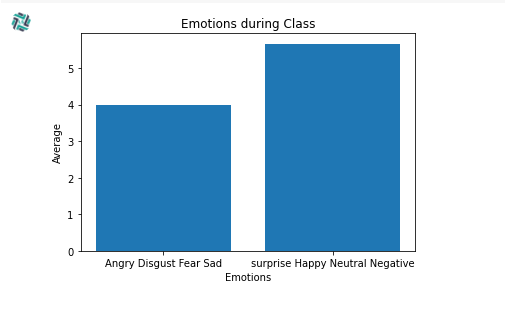 Emotions during Class
5
4
3
2
1
0
Average
Angry Disgust Fear Sad
surprise Happy Neutral Negative
Emotions